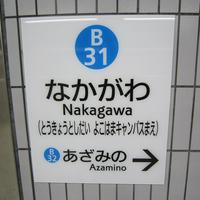 B
31
なかがわ
Nakagawa
(とうきょうとしだい よこはまキャンパスまえ)
B
32
あざみの →
Azamino